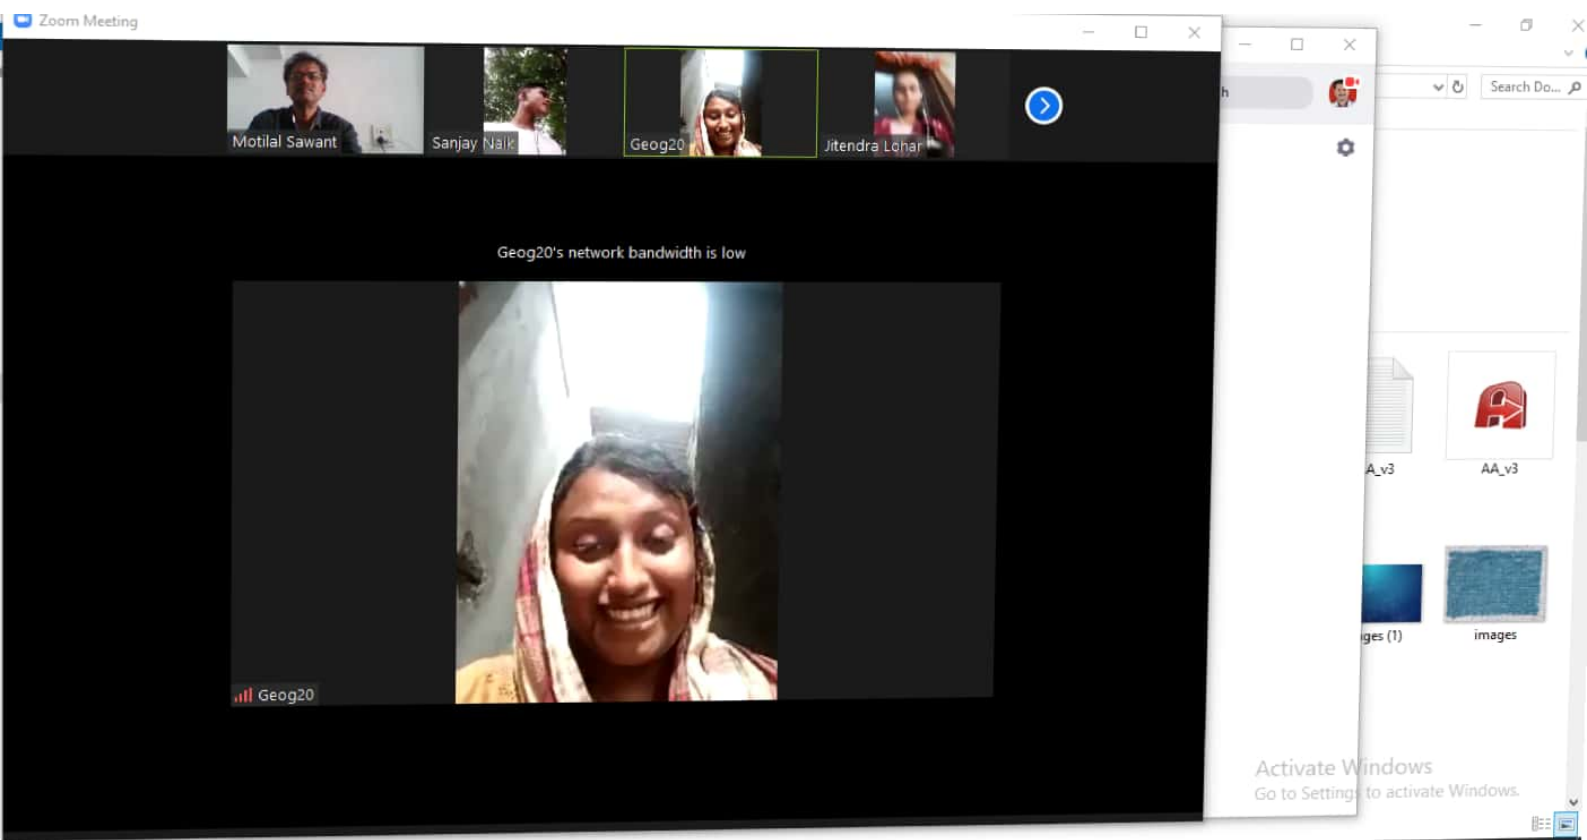 Zoom Meeting
Motilal Sawant
Sanjay Naik
Geog20
Jitendra Lohar
Geog20's network bandwidth is low
Geog20
h
Search Do...
A_v3
AA_v3
ges (1)
images
Activate Windows
Go to Settings to activate Windows.